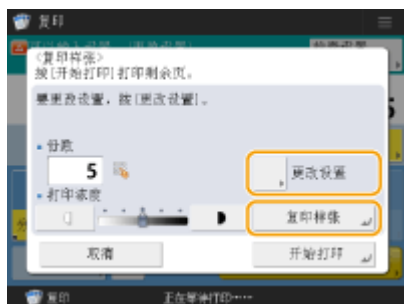 复印
<复印样张>
按[开始打印]打印剩余页。
要更改设置，按[更改设置]。
▪ 份数
5
更改设置
▪ 打印浓度
复印样张
取消
开始打印
复印
正在等待打印·····